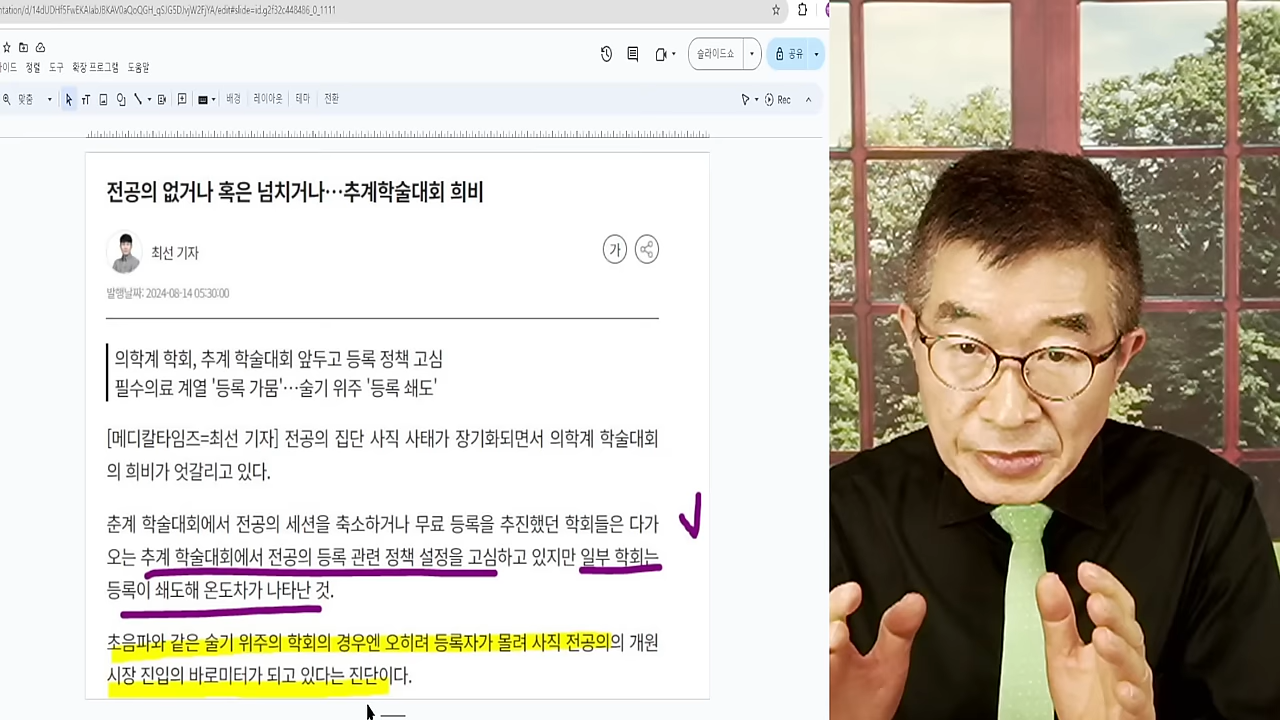 ntation/d/14dUDHf5FwEKAIabJBKAV0aQoQGH_qSJG5DJvjW2FjYA/edit#slide=id.g2f32c448486_0_1111
슬라이드쇼
공유
이드 정렬 도구 확장 프로그램 도움말
맞춤
배경 레이아웃 테마 전환
Rec
전공의 없거나 혹은 넘치거나…추계학술대회 희비
최선 기자
가
발행날짜: 2024-08-14 05:30:00
의학계 학회, 추계 학술대회 앞두고 등록 정책 고심
필수의료 계열 '등록 가뭄'…술기 위주 '등록 쇄도'
[메디칼타임즈=최선 기자] 전공의 집단 사직 사태가 장기화되면서 의학계 학술대회
의 희비가 엇갈리고 있다.
춘계 학술대회에서 전공의 세션을 축소하거나 무료 등록을 추진했던 학회들은 다가
오는 추계 학술대회에서 전공의 등록 관련 정책 설정을 고심하고 있지만 일부 학회는
등록이 쇄도해 온도차가 나타난 것.
초음파와 같은 술기 위주의 학회의 경우엔 오히려 등록자가 몰려 사직 전공의의 개원
시장 진입의 바로미터가 되고 있다는 진단이다.